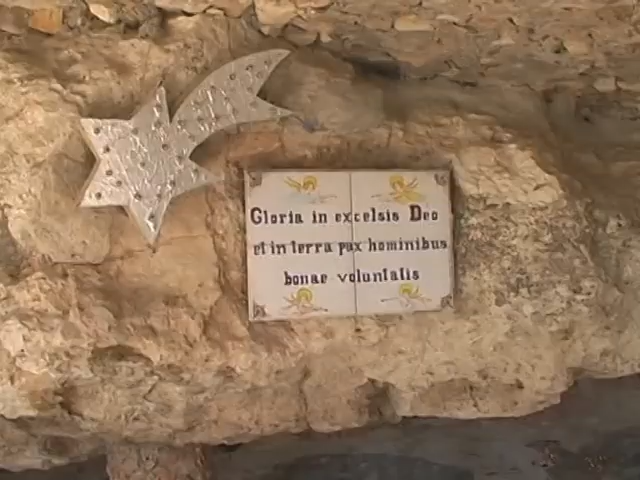 Gloria in excelsis Deo
et in terra pax hominibus
bonae voluntatis